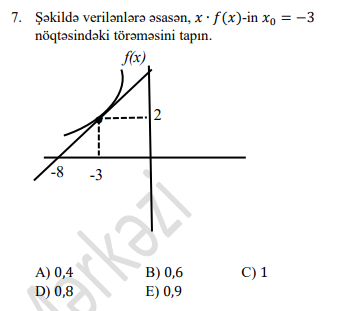 7. Şəkildə verilənlərə əsasən, x · f(x)-in x₀ = −3
nöqtəsindəki törəməsini tapın.
f(x)
2
-8 -3
Mərkəzi
A) 0,4 B) 0,6 C) 1
D) 0,8 E) 0,9